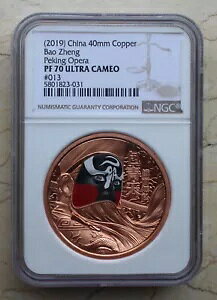 (2019) China 40mm Copper
Bao Zheng
Peking Opera
PF 70 ULTRA CAMEO
#013
5801823-031
NUMISMATIC GUARANTY CORPORATION
NGC